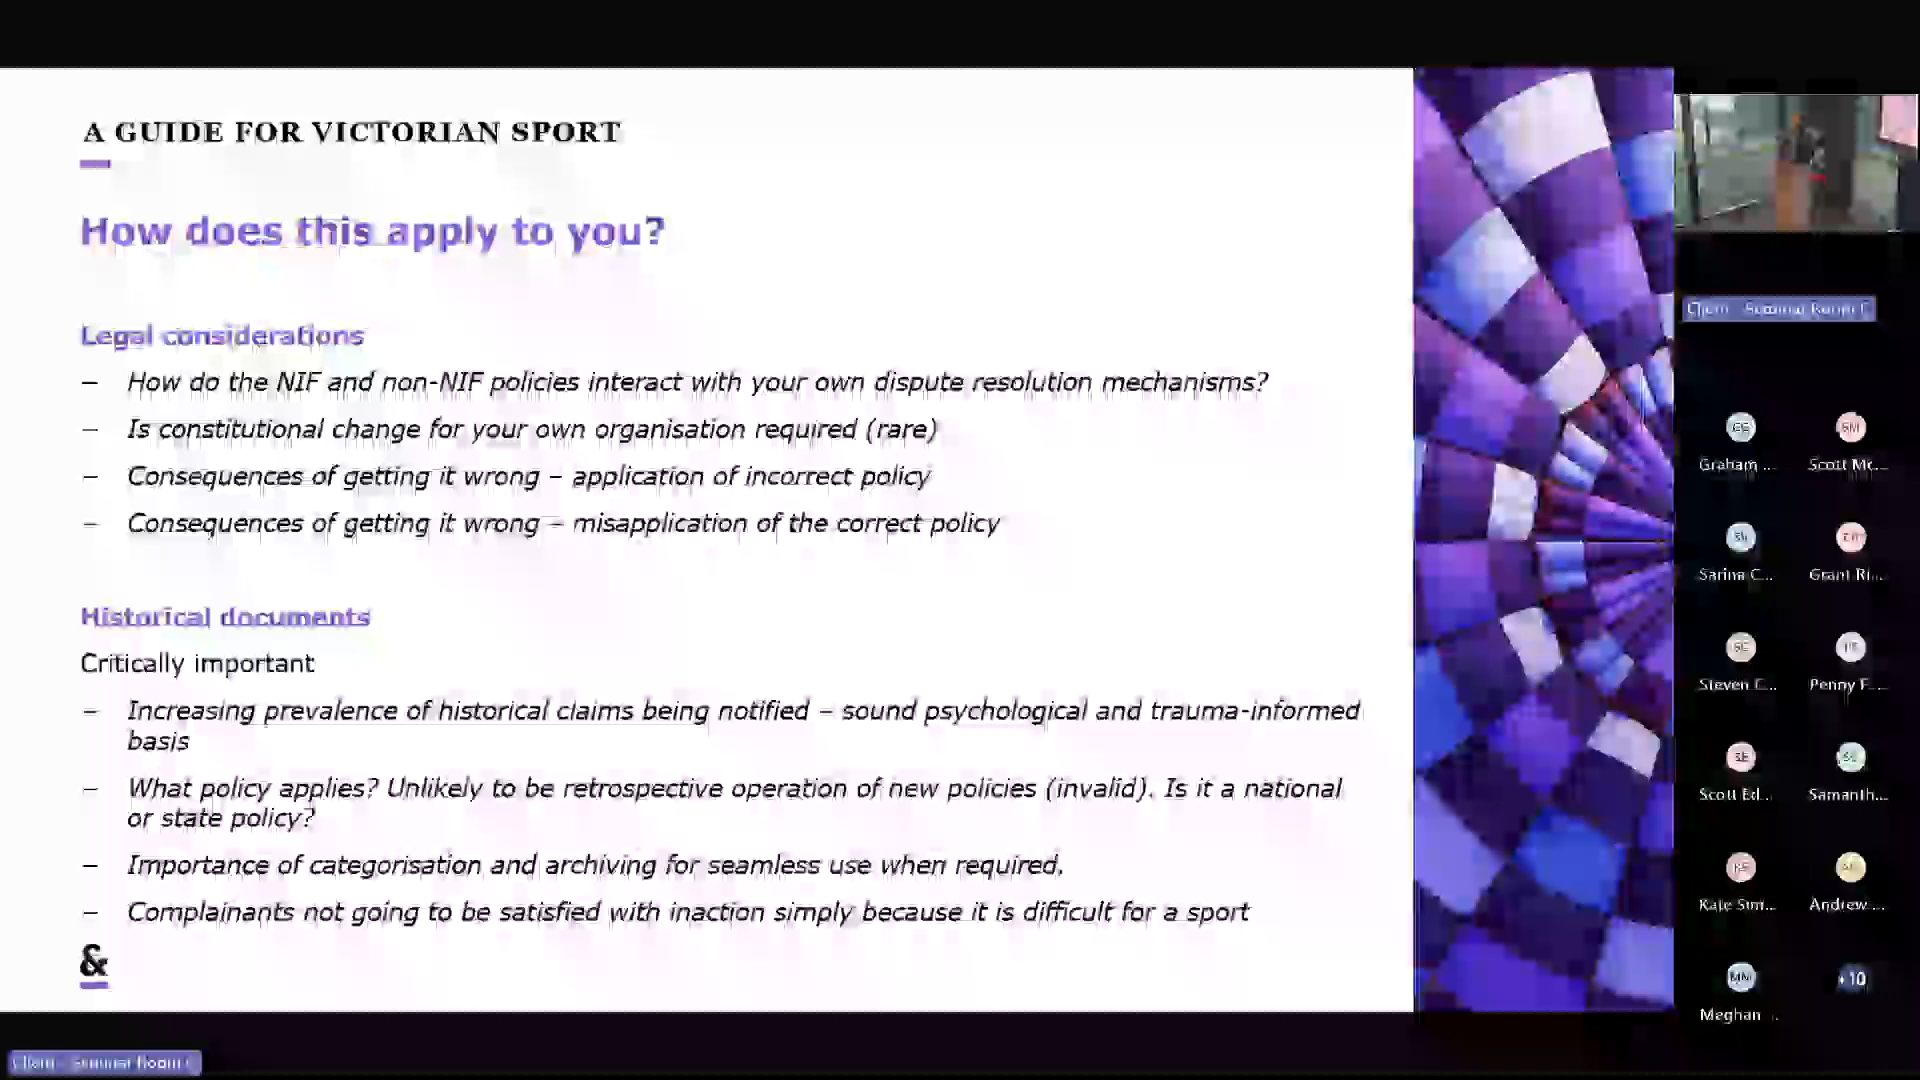 A GUIDE FOR VICTORIAN SPORT
How does this apply to you?
Legal considerations
– How do the NIF and non-NIF policies interact with your own dispute resolution mechanisms?
– Is constitutional change for your own organisation required (rare)
– Consequences of getting it wrong – application of incorrect policy
– Consequences of getting it wrong – misapplication of the correct policy
Historical documents
Critically important
– Increasing prevalence of historical claims being notified – sound psychological and trauma-informed
basis
– What policy applies? Unlikely to be retrospective operation of new policies (invalid). Is it a national
or state policy?
– Importance of categorisation and archiving for seamless use when required.
– Complainants not going to be satisfied with inaction simply because it is difficult for a sport
&
Seminar Room
Graham ...
Scott Mc...
Sarina C...
Grant Ri...
Steven
Penny F...
SE
Scott Ed...
Samanth...
Kate Sim...
Andrew ...
MM
+10
Meghan ...
Seminar Room